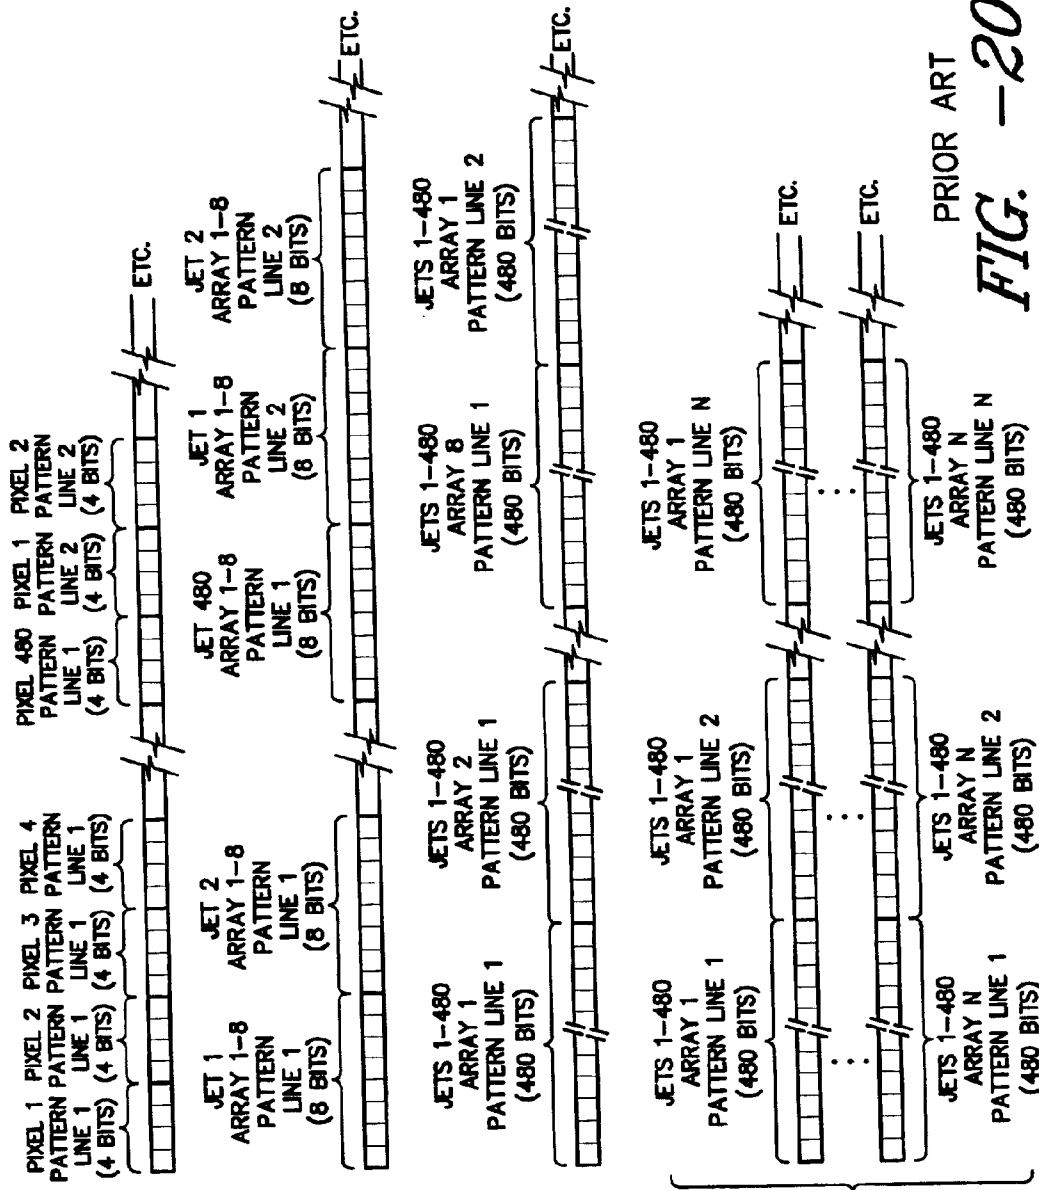 PIXEL 1 PIXEL 2 PIXEL 3 PIXEL 4
PATTERN PATTERN PATTERN PATTERN
LINE 1 LINE 1 LINE 1 LINE 1
(4 BITS) (4 BITS) (4 BITS) (4 BITS)
PIXEL 480 PIXEL 1 PIXEL 2
PATTERN PATTERN PATTERN
LINE 1 LINE 2 LINE 2
(4 BITS) (4 BITS) (4 BITS)
ETC.
JET 1
ARRAY 1-8
PATTERN
LINE 1
(8 BITS)
JET 2
ARRAY 1-8
PATTERN
LINE 1
(8 BITS)
JET 480
ARRAY 1-8
PATTERN
LINE 1
(8 BITS)
JET 1
ARRAY 1-8
PATTERN
LINE 2
(8 BITS)
JET 2
ARRAY 1-8
PATTERN
LINE 2
(8 BITS)
ETC.
JETS 1-480
ARRAY 1
PATTERN LINE 1
(480 BITS)
JETS 1-480
ARRAY 2
PATTERN LINE 1
(480 BITS)
JETS 1-480
ARRAY 8
PATTERN LINE 1
(480 BITS)
JETS 1-480
ARRAY 1
PATTERN LINE 2
(480 BITS)
ETC.
JETS 1-480
ARRAY 1
PATTERN LINE 1
(480 BITS)
JETS 1-480
ARRAY 1
PATTERN LINE 2
(480 BITS)
JETS 1-480
ARRAY 1
PATTERN LINE N
(480 BITS)
ETC.
ETC.
JETS 1-480
ARRAY N
PATTERN LINE 1
(480 BITS)
JETS 1-480
ARRAY N
PATTERN LINE 2
(480 BITS)
JETS 1-480
ARRAY N
PATTERN LINE N
(480 BITS)
PRIOR ART
FIG. -20